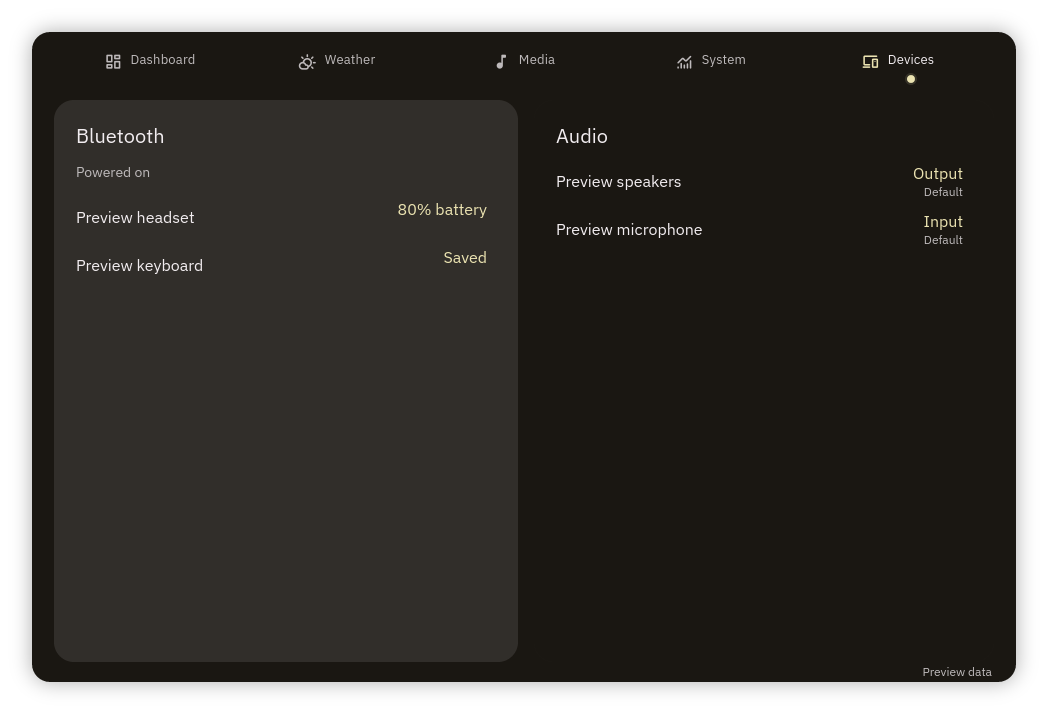 Dashboard
Weather
Media
System
Devices
Bluetooth
Powered on
Preview headset
80% battery
Preview keyboard
Saved
Audio
Preview speakers
Output
Default
Preview microphone
Input
Default
Preview data